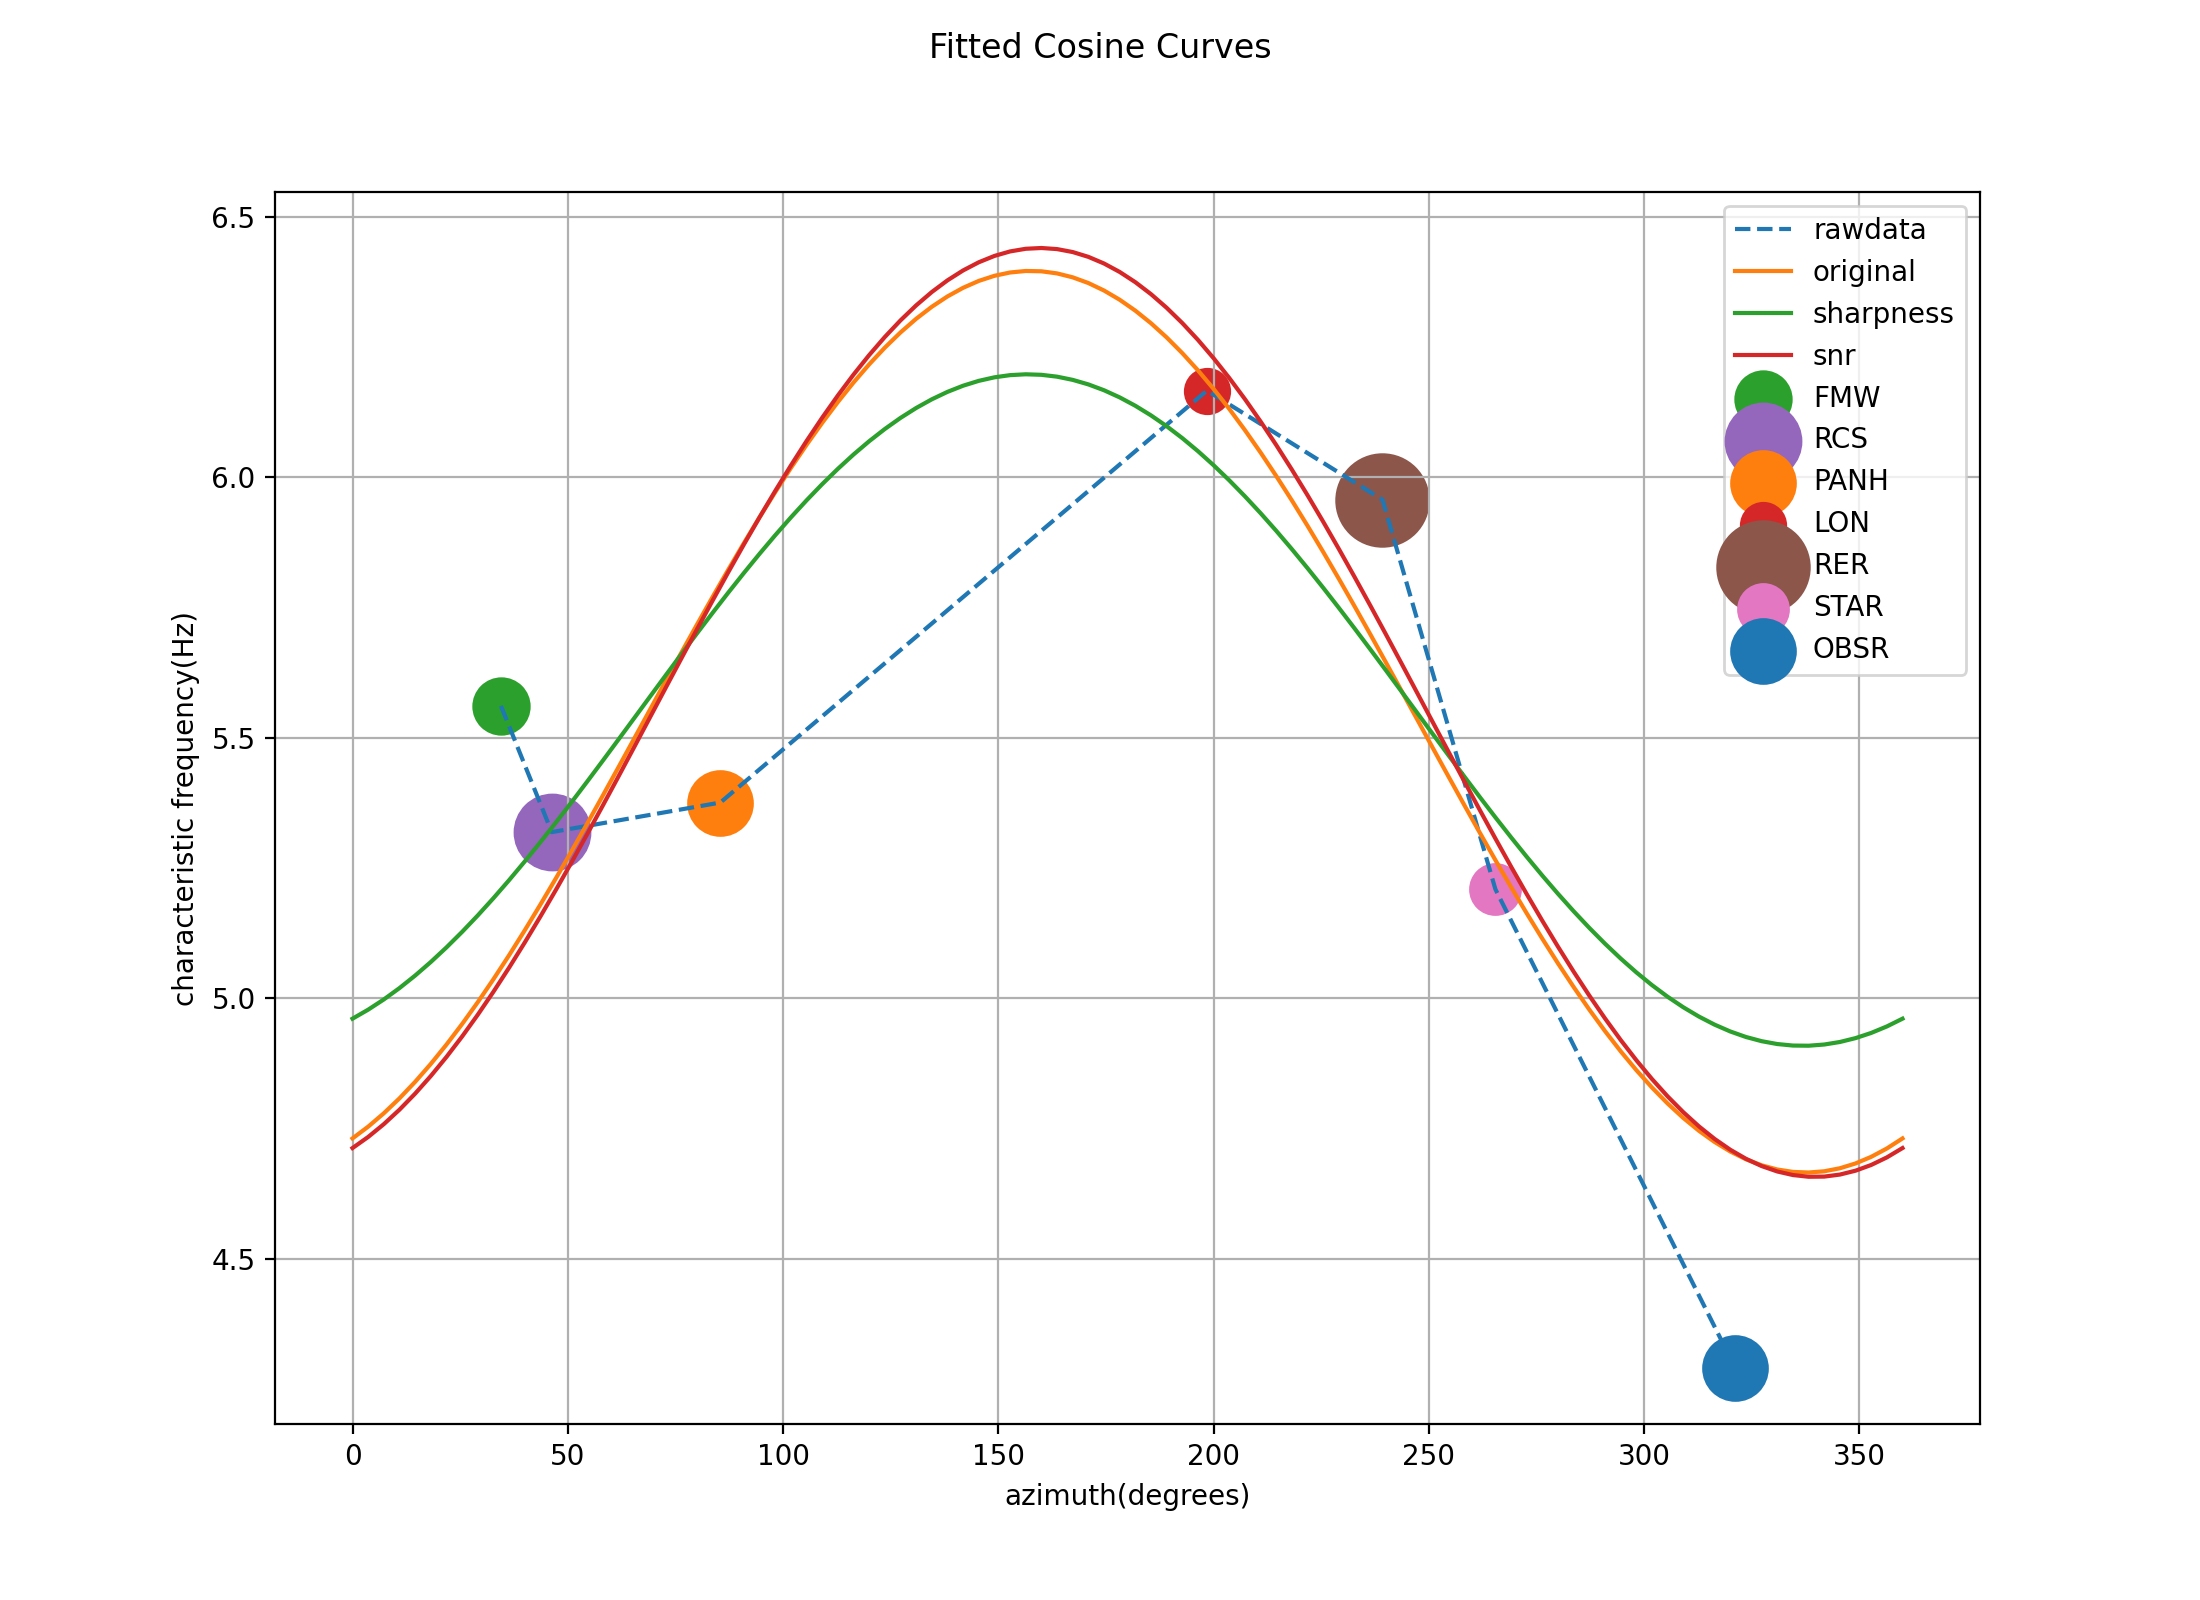 Fitted Cosine Curves
6.5
6.0
5.5
5.0
4.5
characteristic frequency(Hz)
rawdata
original
sharpness
snr
FMW
RCS
PANH
LON
RER
STAR
OBSR
0 50 100 150 200 250 300 350
azimuth(degrees)